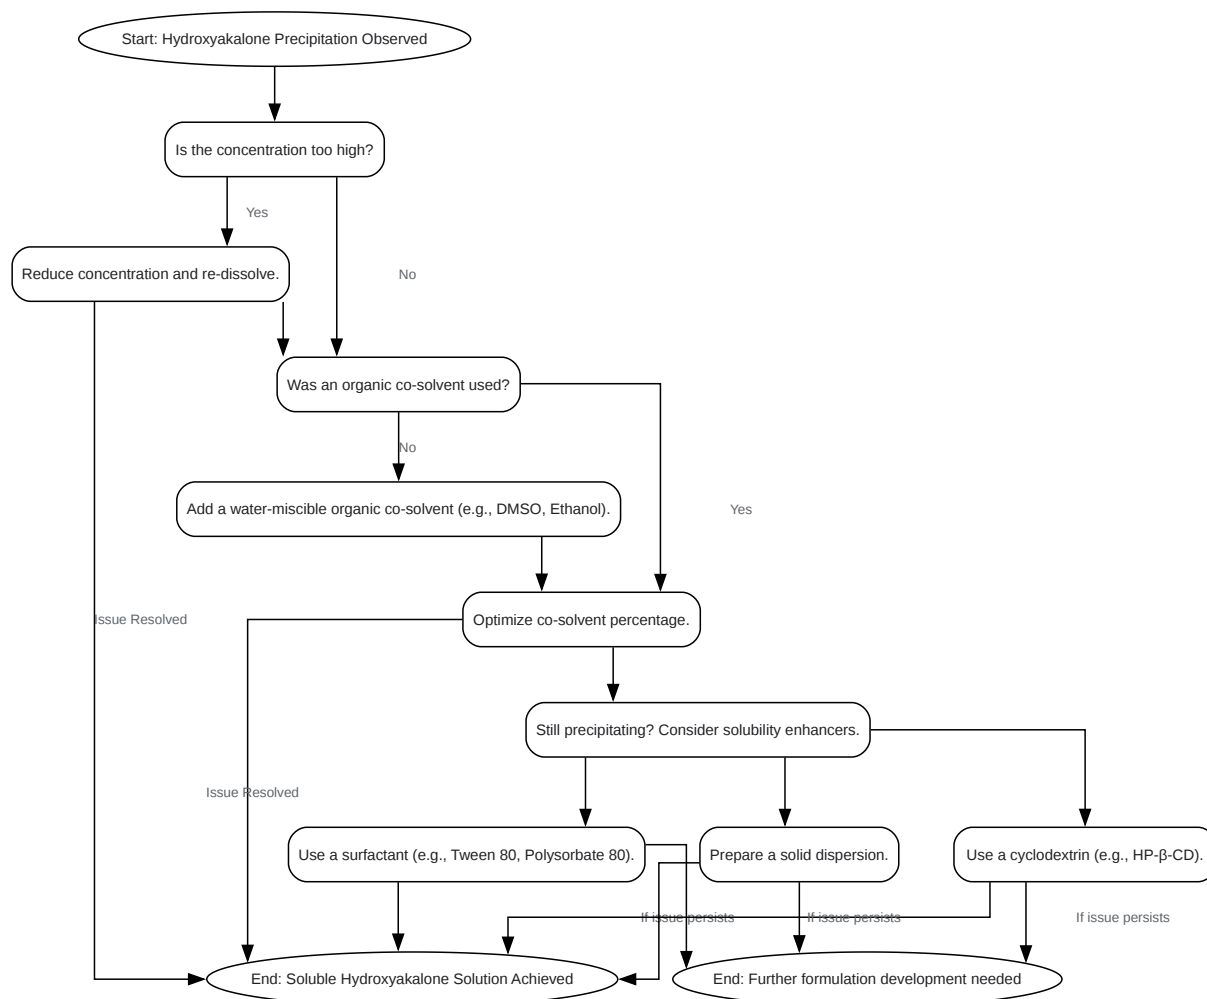 Start: Hydroxyakalone Precipitation Observed
Is the concentration too high?
Yes
Reduce concentration and re-dissolve.
No
Was an organic co-solvent used?
No
Add a water-miscible organic co-solvent (e.g., DMSO, Ethanol).
Yes
Issue Resolved
Optimize co-solvent percentage.
Still precipitating? Consider solubility enhancers.
Issue Resolved
Use a surfactant (e.g., Tween 80, Polysorbate 80).
Prepare a solid dispersion.
Use a cyclodextrin (e.g., HP-β-CD).
If issue persists
If issue persists
If issue persists
End: Soluble Hydroxyakalone Solution Achieved
End: Further formulation development needed